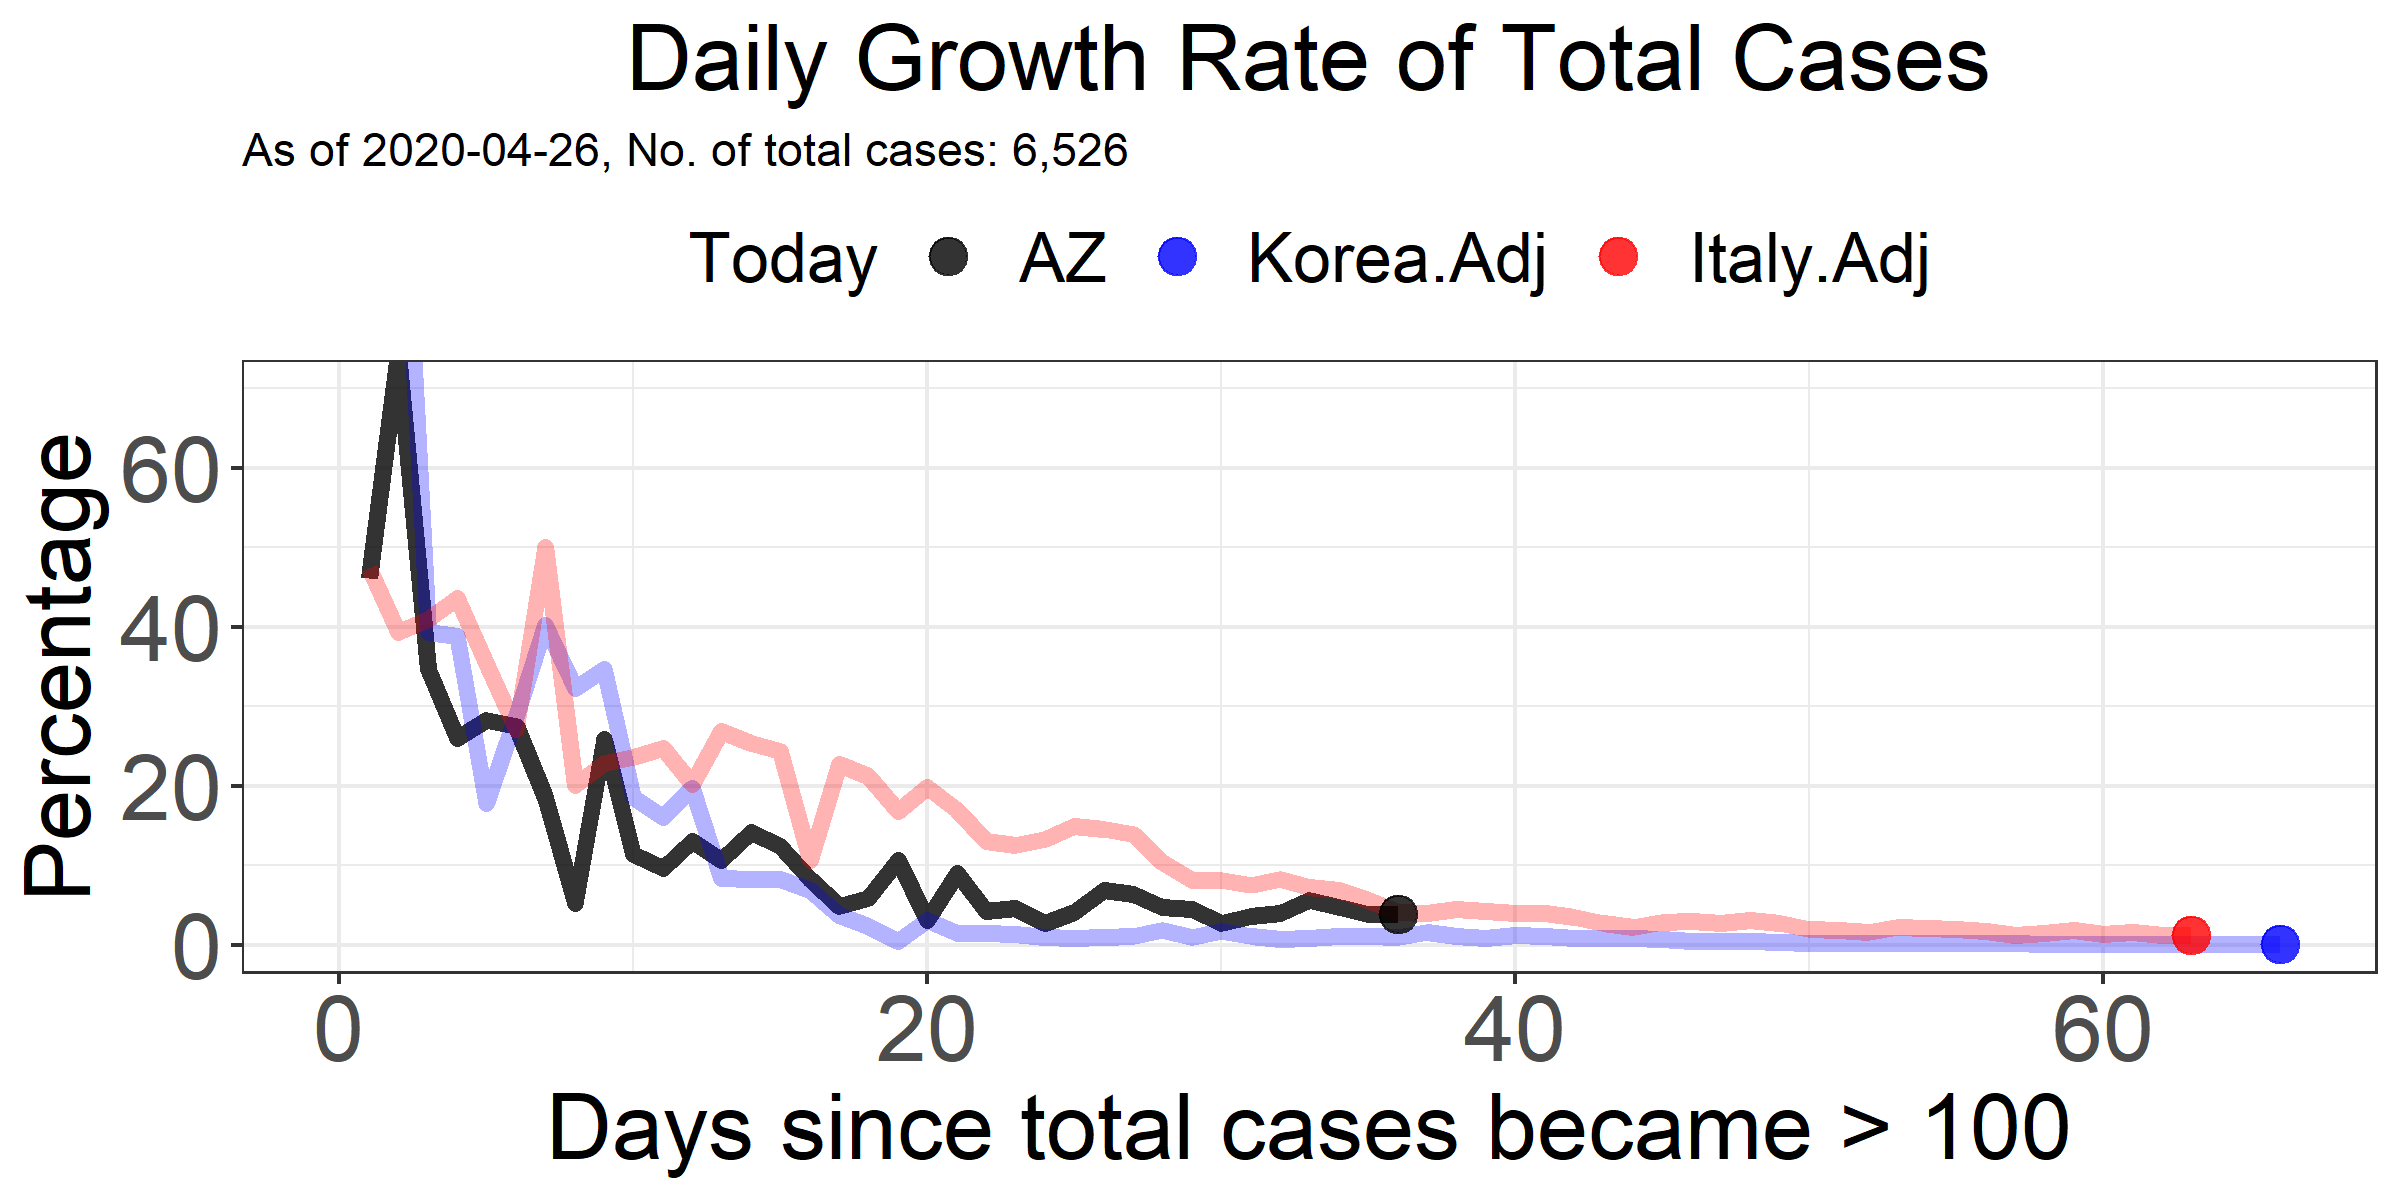 Daily Growth Rate of Total Cases
As of 2020-04-26, No. of total cases: 6,526
Today AZ Korea.Adj Italy.Adj
Percentage
60
40
20
0
0 20 40 60
Days since total cases became > 100